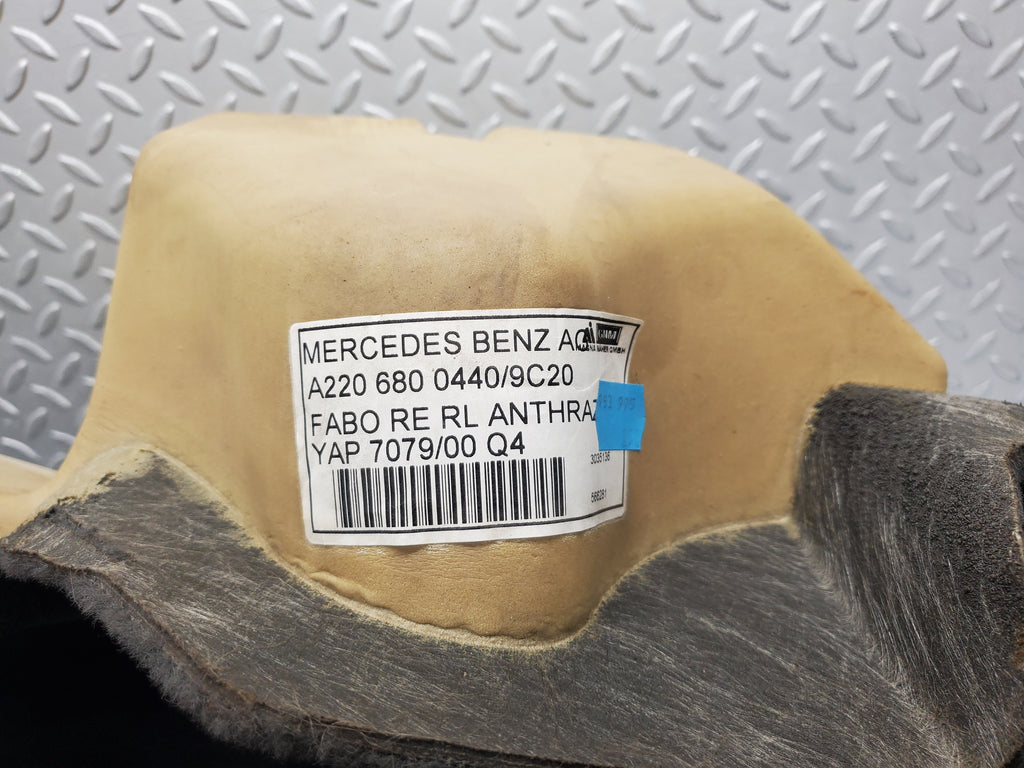 MERCEDES BENZ AG
A220 680 0440/9C20
FABO RE RL ANTHRAZ
YAP 7079/00 Q4
3035136
566281